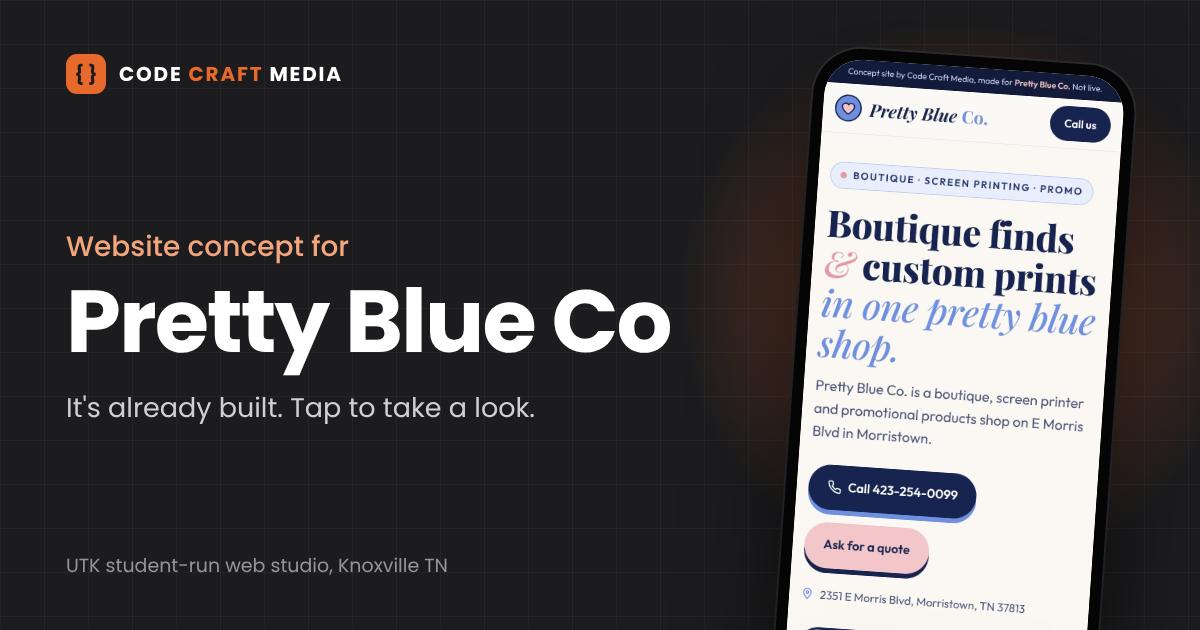 { } CODE CRAFT MEDIA
Website concept for
Pretty Blue Co
It's already built. Tap to take a look.
UTK student-run web studio, Knoxville TN
Concept site by Code Craft Media, made for Pretty Blue Co. Not live.
Pretty Blue Co.
Call us
BOUTIQUE · SCREEN PRINTING · PROMO
Boutique finds
& custom prints
in one pretty blue
shop.
Pretty Blue Co. is a boutique, screen printer
and promotional products shop on E Morris
Blvd in Morristown.
Call 423-254-0099
Ask for a quote
2351 E Morris Blvd, Morristown, TN 37813